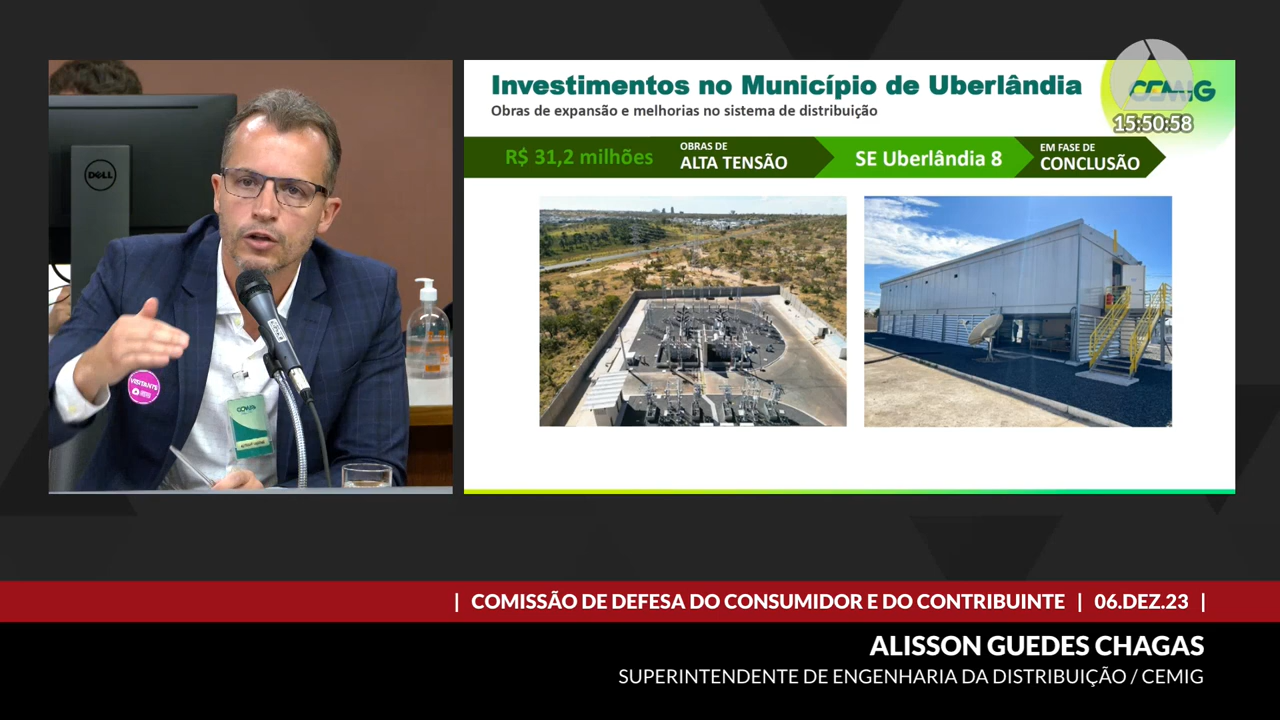 DELL
VISITANTE
CEMIG
Investimentos no Município de Uberlândia
Obras de expansão e melhorias no sistema de distribuição
CEMIG
15:50:58
R$ 31,2 milhões
OBRAS DE
ALTA TENSÃO
SE Uberlândia 8
EM FASE DE
CONCLUSÃO
| COMISSÃO DE DEFESA DO CONSUMIDOR E DO CONTRIBUINTE | 06.DEZ.23 |
ALISSON GUEDES CHAGAS
SUPERINTENDENTE DE ENGENHARIA DA DISTRIBUIÇÃO / CEMIG